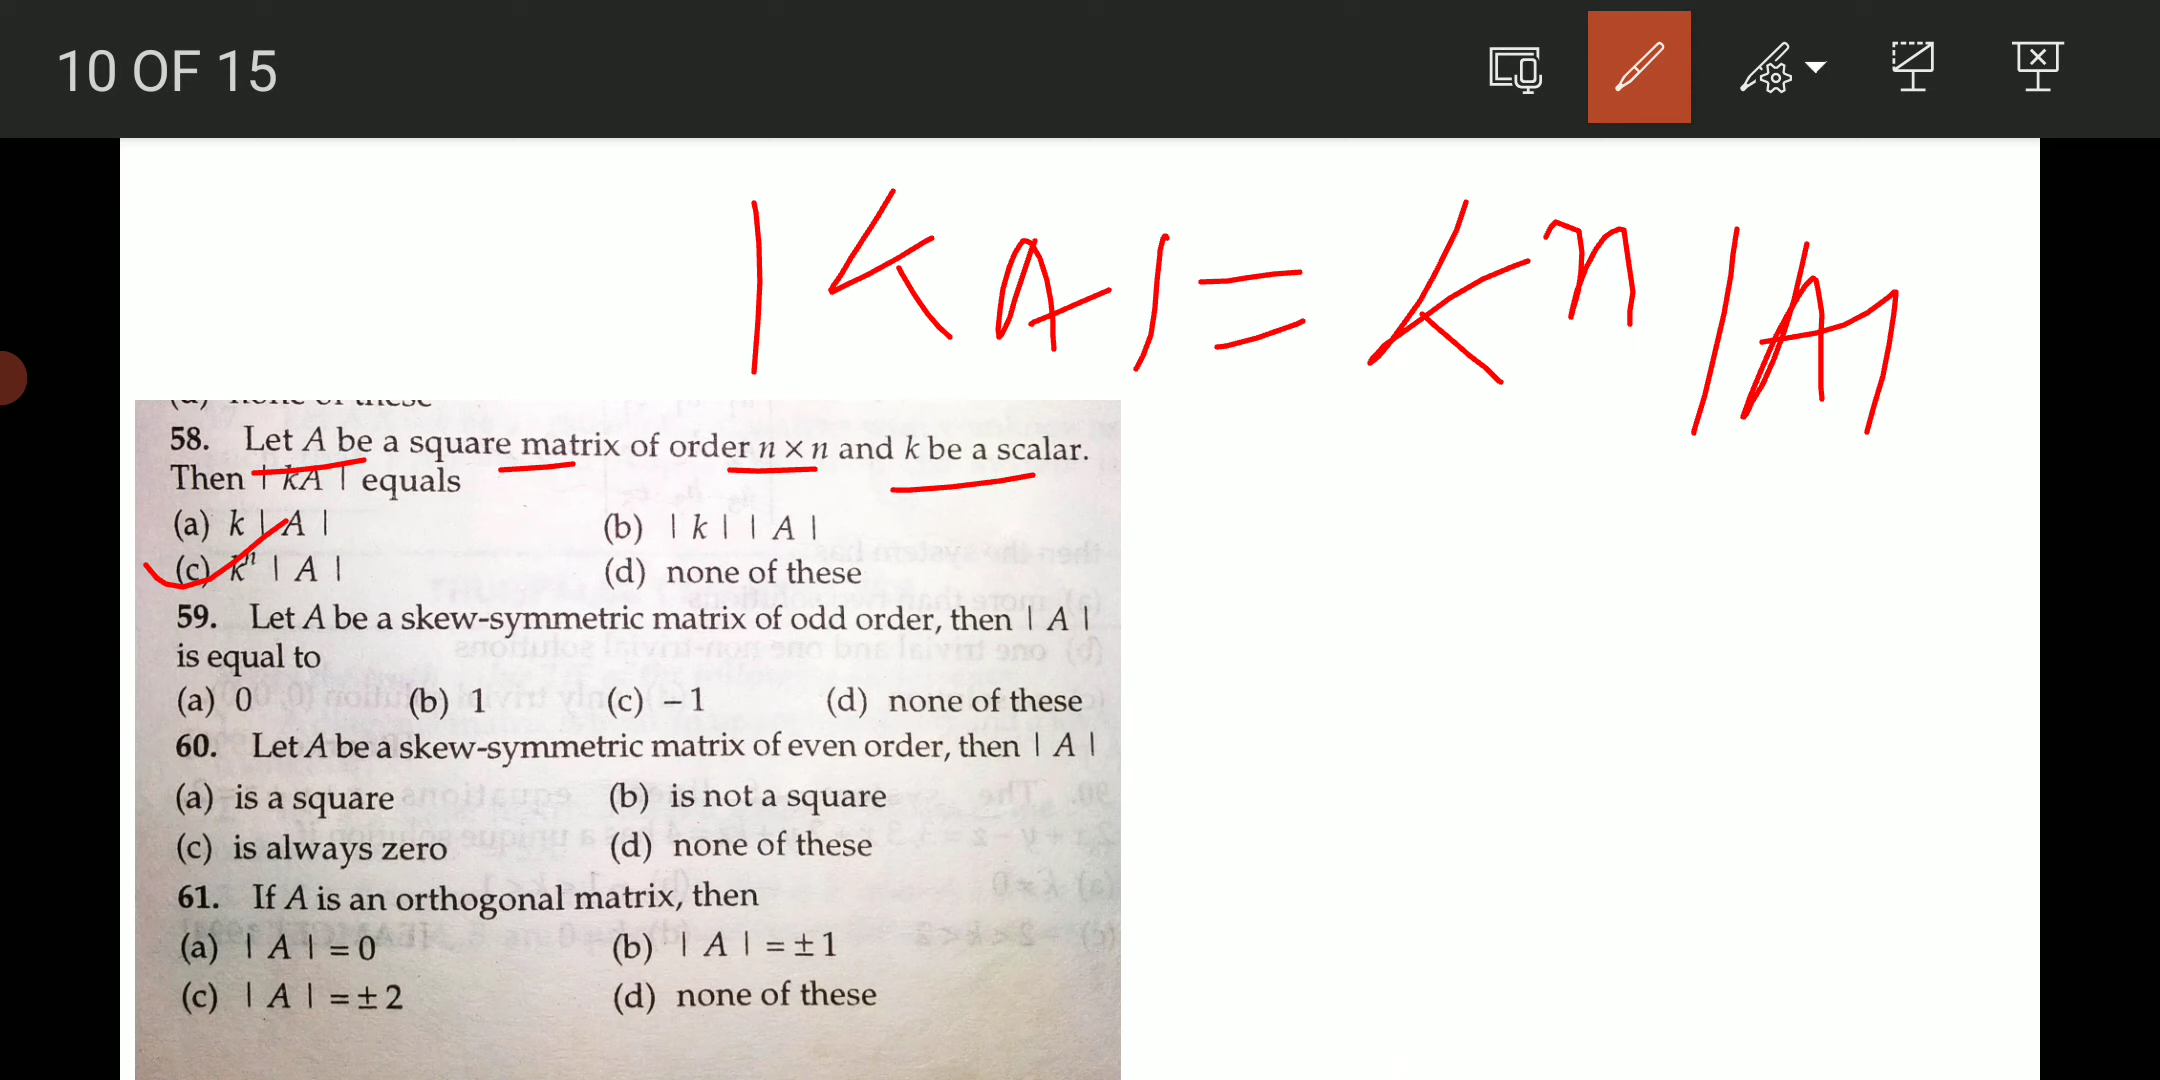 10 OF 15
|KA| = Kⁿ |A|
58. Let A be a square matrix of order n × n and k be a scalar.
Then | kA | equals
(a) k | A | (b) | k | | A |
(c) kⁿ | A | (d) none of these
59. Let A be a skew-symmetric matrix of odd order, then | A |
is equal to
(a) 0 (b) 1 (c) – 1 (d) none of these
60. Let A be a skew-symmetric matrix of even order, then | A |
(a) is a square (b) is not a square
(c) is always zero (d) none of these
61. If A is an orthogonal matrix, then
(a) | A | = 0 (b) | A | = ± 1
(c) | A | = ± 2 (d) none of these